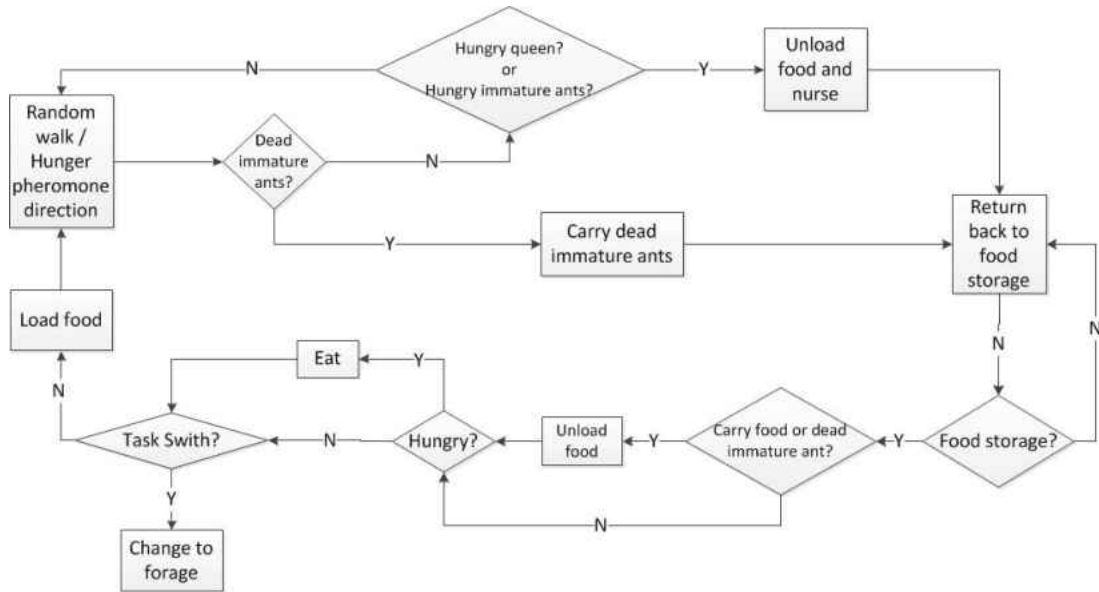 Hungry queen?
or
Hungry immature ants?
N
Y
Unload
food and
nurse
Random
walk /
Hunger
pheromone
direction
Dead
immature
ants?
N
Y
Carry dead
immature ants
Return
back to
food
storage
Load food
N
N
Eat
Y
N
Task Swith?
N
Hungry?
Unload
food
Y
Carry food or dead
immature ant?
Y
Food storage?
Y
N
Change to
forage